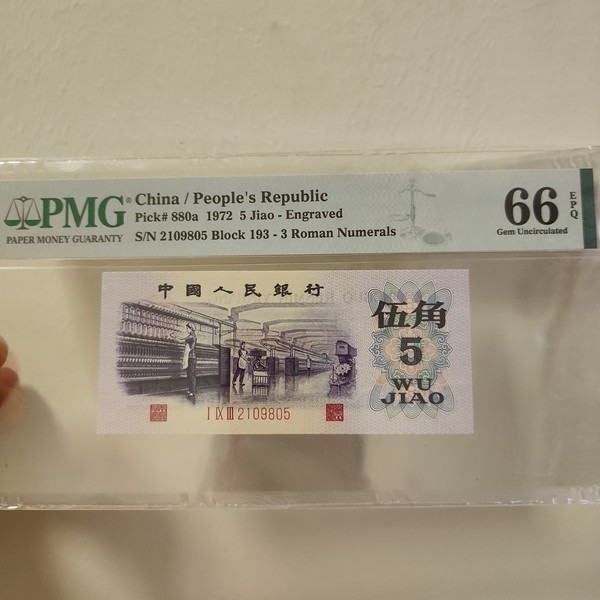 PMG®
PAPER MONEY GUARANTY
China / People's Republic
Pick# 880a 1972 5 Jiao - Engraved
S/N 2109805 Block 193 - 3 Roman Numerals
66
EPQ
Gem Uncirculated
中國人民銀行
伍角
5
WU
JIAO
I IX III 2109805